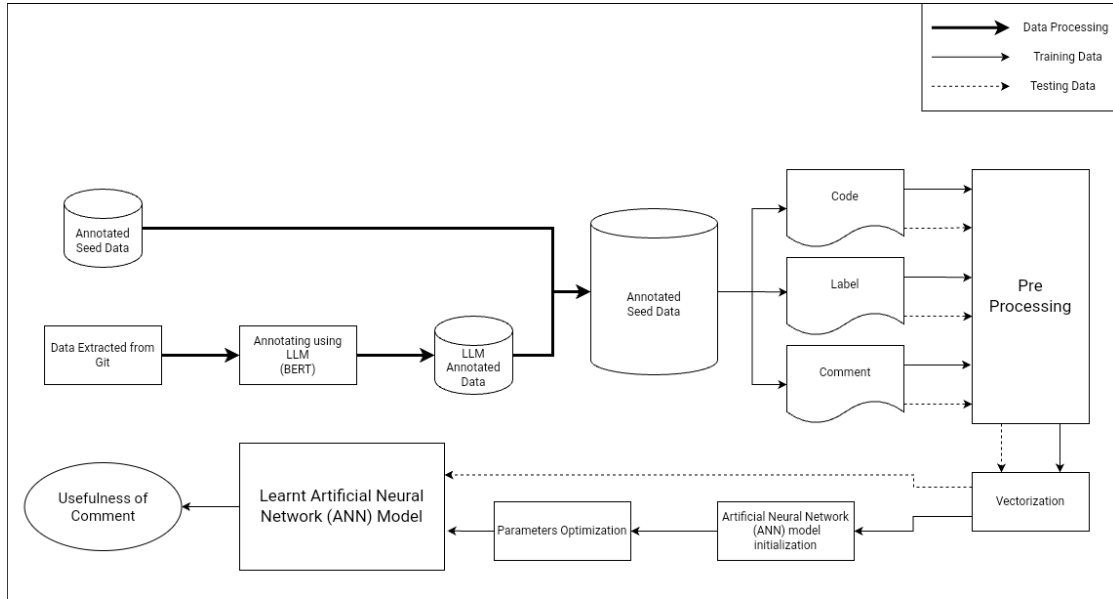 Data Processing
Training Data
Testing Data
Annotated
Seed Data
Data Extracted from
Git
Annotating using
LLM
(BERT)
LLM
Annotated
Data
Annotated
Seed Data
Code
Label
Comment
Pre
Processing
Vectorization
Artificial Neural Network
(ANN) model
initialization
Parameters Optimization
Learnt Artificial Neural
Network (ANN) Model
Usefulness of
Comment